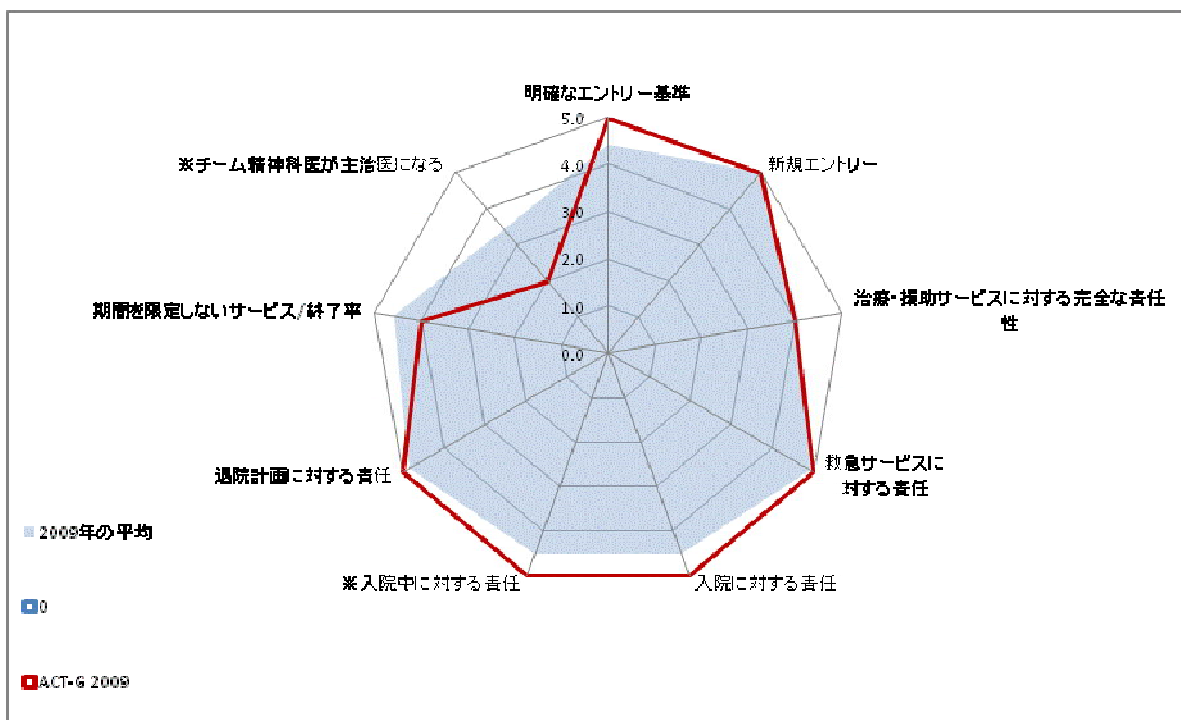 明確なエントリー基準
5.0
※チーム精神科医が主治医になる
新規エントリー
4.0
3.0
2.0
期間を限定しないサービス/終了率
治療・援助サービスに対する完全な責任
性
1.0
0.0
救急サービスに
対する責任
退院計画に対する責任
2009年の平均
※入院中に対する責任
入院に対する責任
0
ACT-G 2009